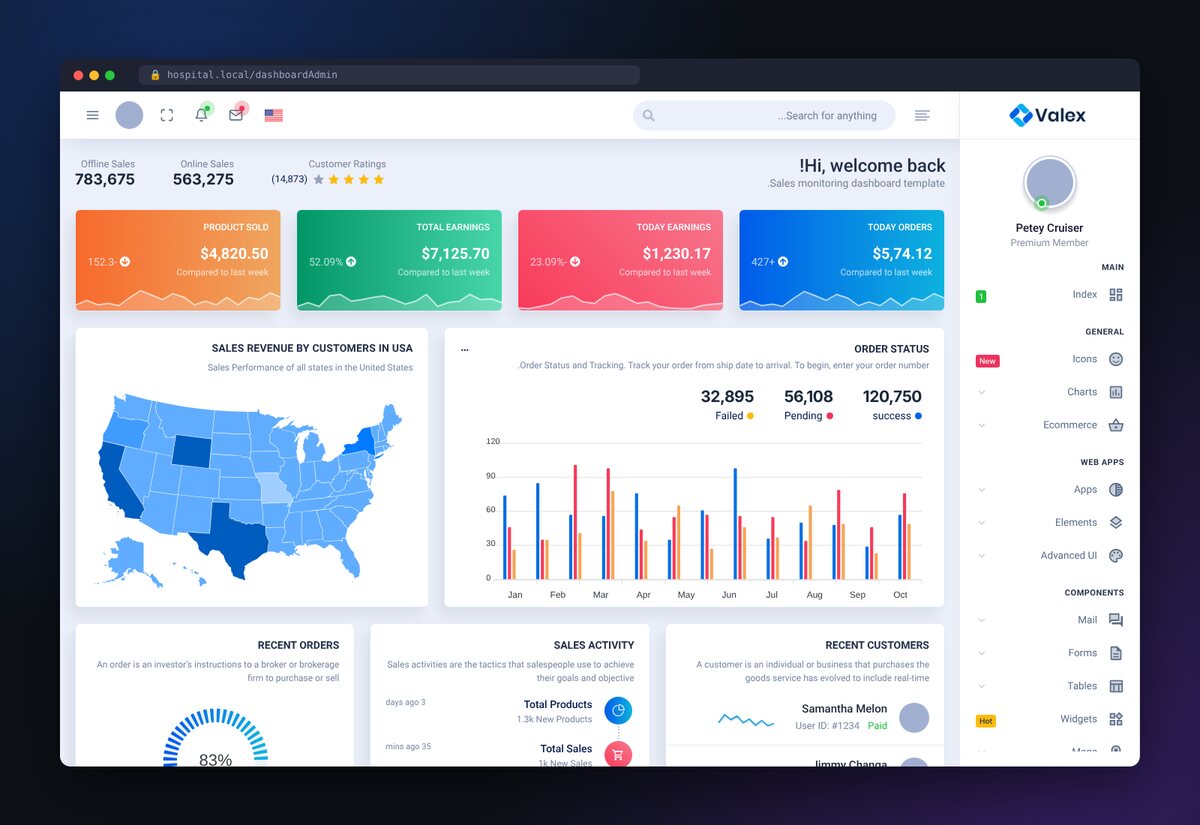 hospital.local/dashboardAdmin
...Search for anything
Valex
Petey Cruiser
Premium Member
MAIN
Index
1
GENERAL
Icons
New
Charts
Ecommerce
WEB APPS
Apps
Elements
Advanced UI
COMPONENTS
Mail
Forms
Tables
Widgets
Hot
Maps
!Hi, welcome back
.Sales monitoring dashboard template
Customer Ratings
(14,873)
Online Sales
563,275
Offline Sales
783,675
TODAY ORDERS
$5,74.12
Compared to last week
427+
TODAY EARNINGS
$1,230.17
Compared to last week
23.09%-
TOTAL EARNINGS
$7,125.70
Compared to last week
52.09%
PRODUCT SOLD
$4,820.50
Compared to last week
152.3-
ORDER STATUS
...
.Order Status and Tracking. Track your order from ship date to arrival. To begin, enter your order number
120,750
success
56,108
Pending
32,895
Failed
120
90
60
30
0
Jan Feb Mar Apr May Jun Jul Aug Sep Oct
SALES REVENUE BY CUSTOMERS IN USA
Sales Performance of all states in the United States
RECENT CUSTOMERS
A customer is an individual or business that purchases the
goods service has evolved to include real-time
Samantha Melon
User ID: #1234 Paid
Jimmy Changa
SALES ACTIVITY
Sales activities are the tactics that salespeople use to achieve
their goals and objective
Total Products
days ago 3
1.3k New Products
Total Sales
mins ago 35
1k New Sales
RECENT ORDERS
An order is an investor's instructions to a broker or brokerage
firm to purchase or sell
83%